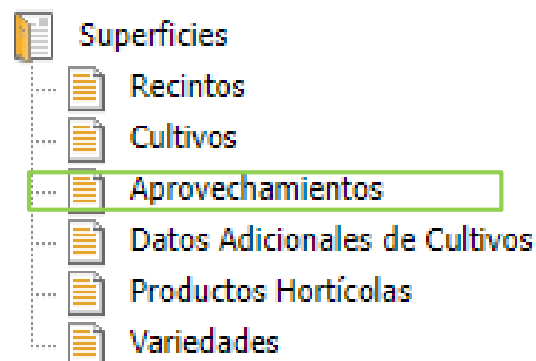 Superficies
Recintos
Cultivos
Aprovechamientos
Datos Adicionales de Cultivos
Productos Hortícolas
Variedades